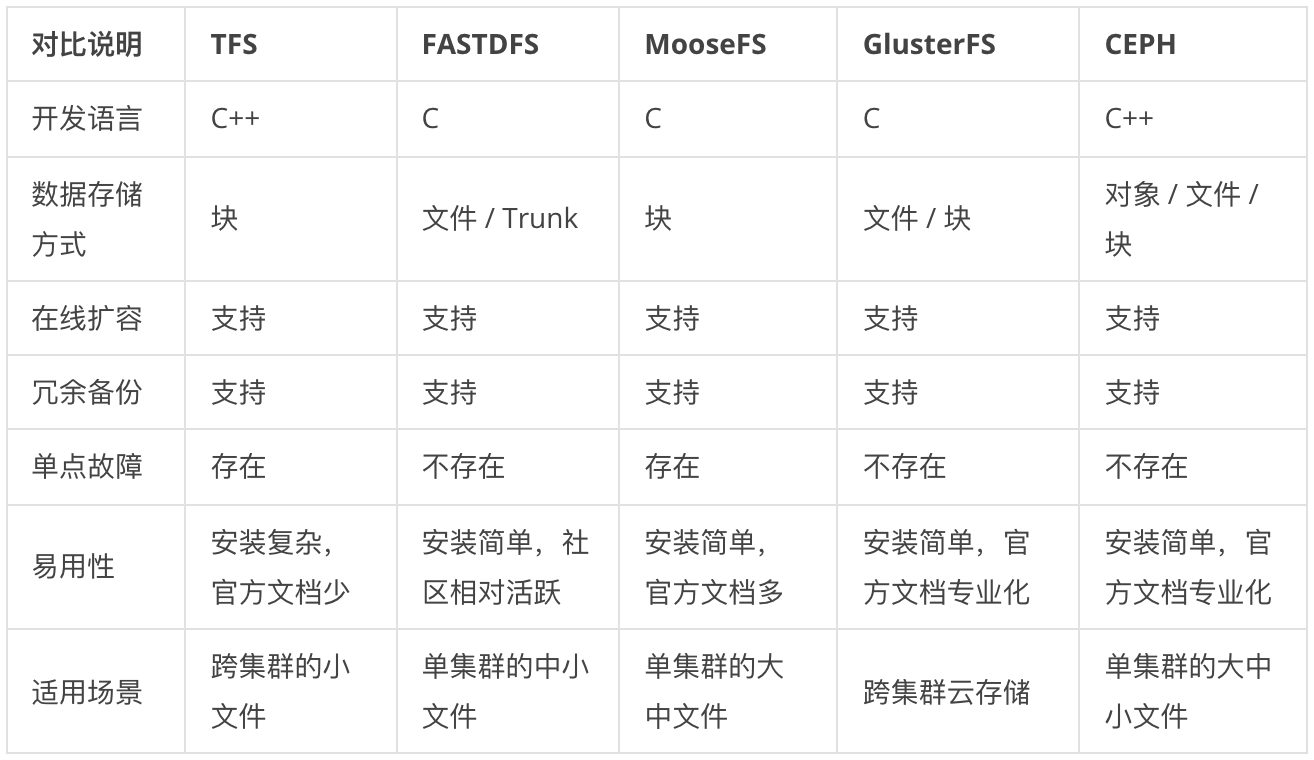 对比说明 TFS FASTDFS MooseFS GlusterFS CEPH
开发语言 C++ C C C C++
数据存储方式 块 文件 / Trunk 块 文件 / 块 对象 / 文件 / 块
在线扩容 支持 支持 支持 支持 支持
冗余备份 支持 支持 支持 支持 支持
单点故障 存在 不存在 存在 不存在 不存在
易用性 安装复杂，官方文档少 安装简单，社区相对活跃 安装简单，官方文档多 安装简单，官方文档专业化 安装简单，官方文档专业化
适用场景 跨集群的小文件 单集群的中小文件 单集群的大中文件 跨集群云存储 单集群的大中小文件